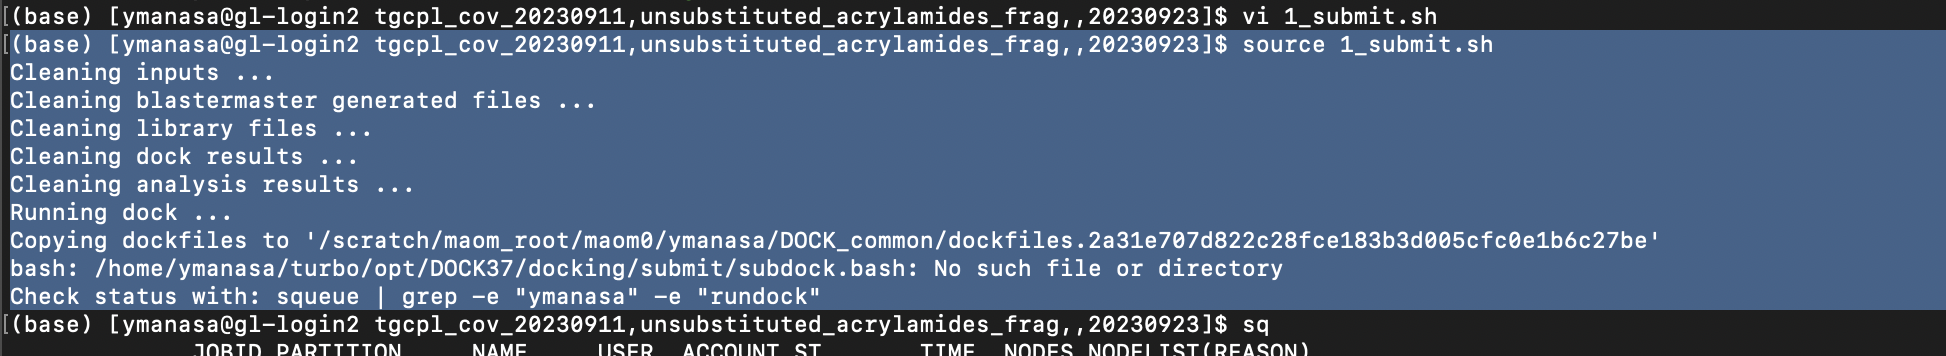 [(base) [ymanasa@gl-login2 tgcpl_cov_20230911,unsubstituted_acrylamides_frag,,20230923]$ vi 1_submit.sh
[(base) [ymanasa@gl-login2 tgcpl_cov_20230911,unsubstituted_acrylamides_frag,,20230923]$ source 1_submit.sh
Cleaning inputs ...
Cleaning blastermaster generated files ...
Cleaning library files ...
Cleaning dock results ...
Cleaning analysis results ...
Running dock ...
Copying dockfiles to '/scratch/maom_root/maom0/ymanasa/DOCK_common/dockfiles.2a31e707d822c28fce183b3d005cfc0e1b6c27be'
bash: /home/ymanasa/turbo/opt/DOCK37/docking/submit/subdock.bash: No such file or directory
Check status with: squeue | grep -e "ymanasa" -e "rundock"
[(base) [ymanasa@gl-login2 tgcpl_cov_20230911,unsubstituted_acrylamides_frag,,20230923]$ sq
JOBID PARTITION NAME USER ACCOUNT ST TIME NODES NODELIST(REASON)